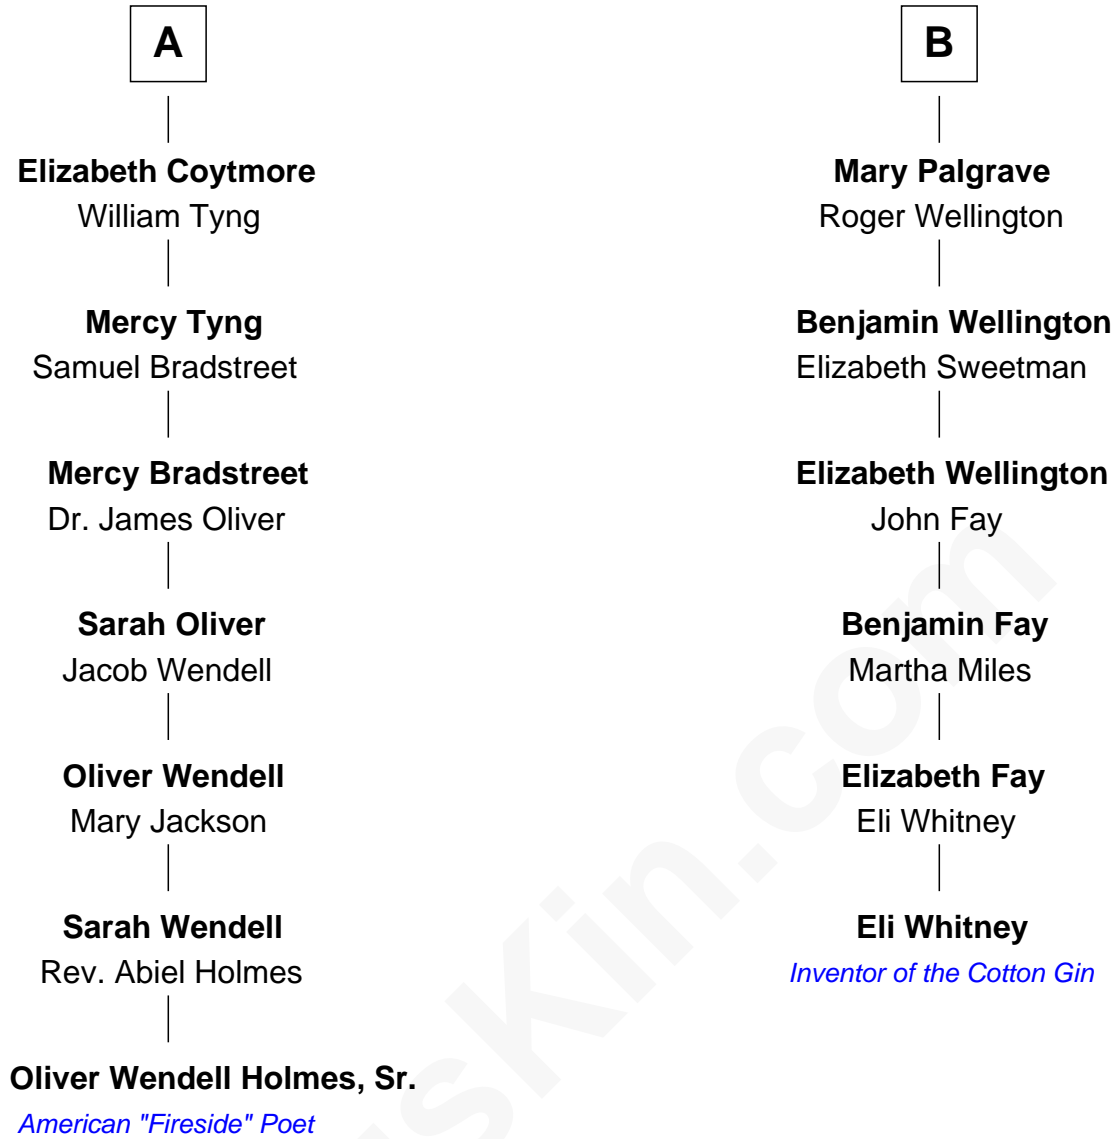 A
Elizabeth Coytmore
William Tyng
Mercy Tyng
Samuel Bradstreet
Mercy Bradstreet
Dr. James Oliver
Sarah Oliver
Jacob Wendell
Oliver Wendell
Mary Jackson
Sarah Wendell
Rev. Abiel Holmes
Oliver Wendell Holmes, Sr.
American "Fireside" Poet
B
Mary Palgrave
Roger Wellington
Benjamin Wellington
Elizabeth Sweetman
Elizabeth Wellington
John Fay
Benjamin Fay
Martha Miles
Elizabeth Fay
Eli Whitney
Eli Whitney
Inventor of the Cotton Gin
sKin.com